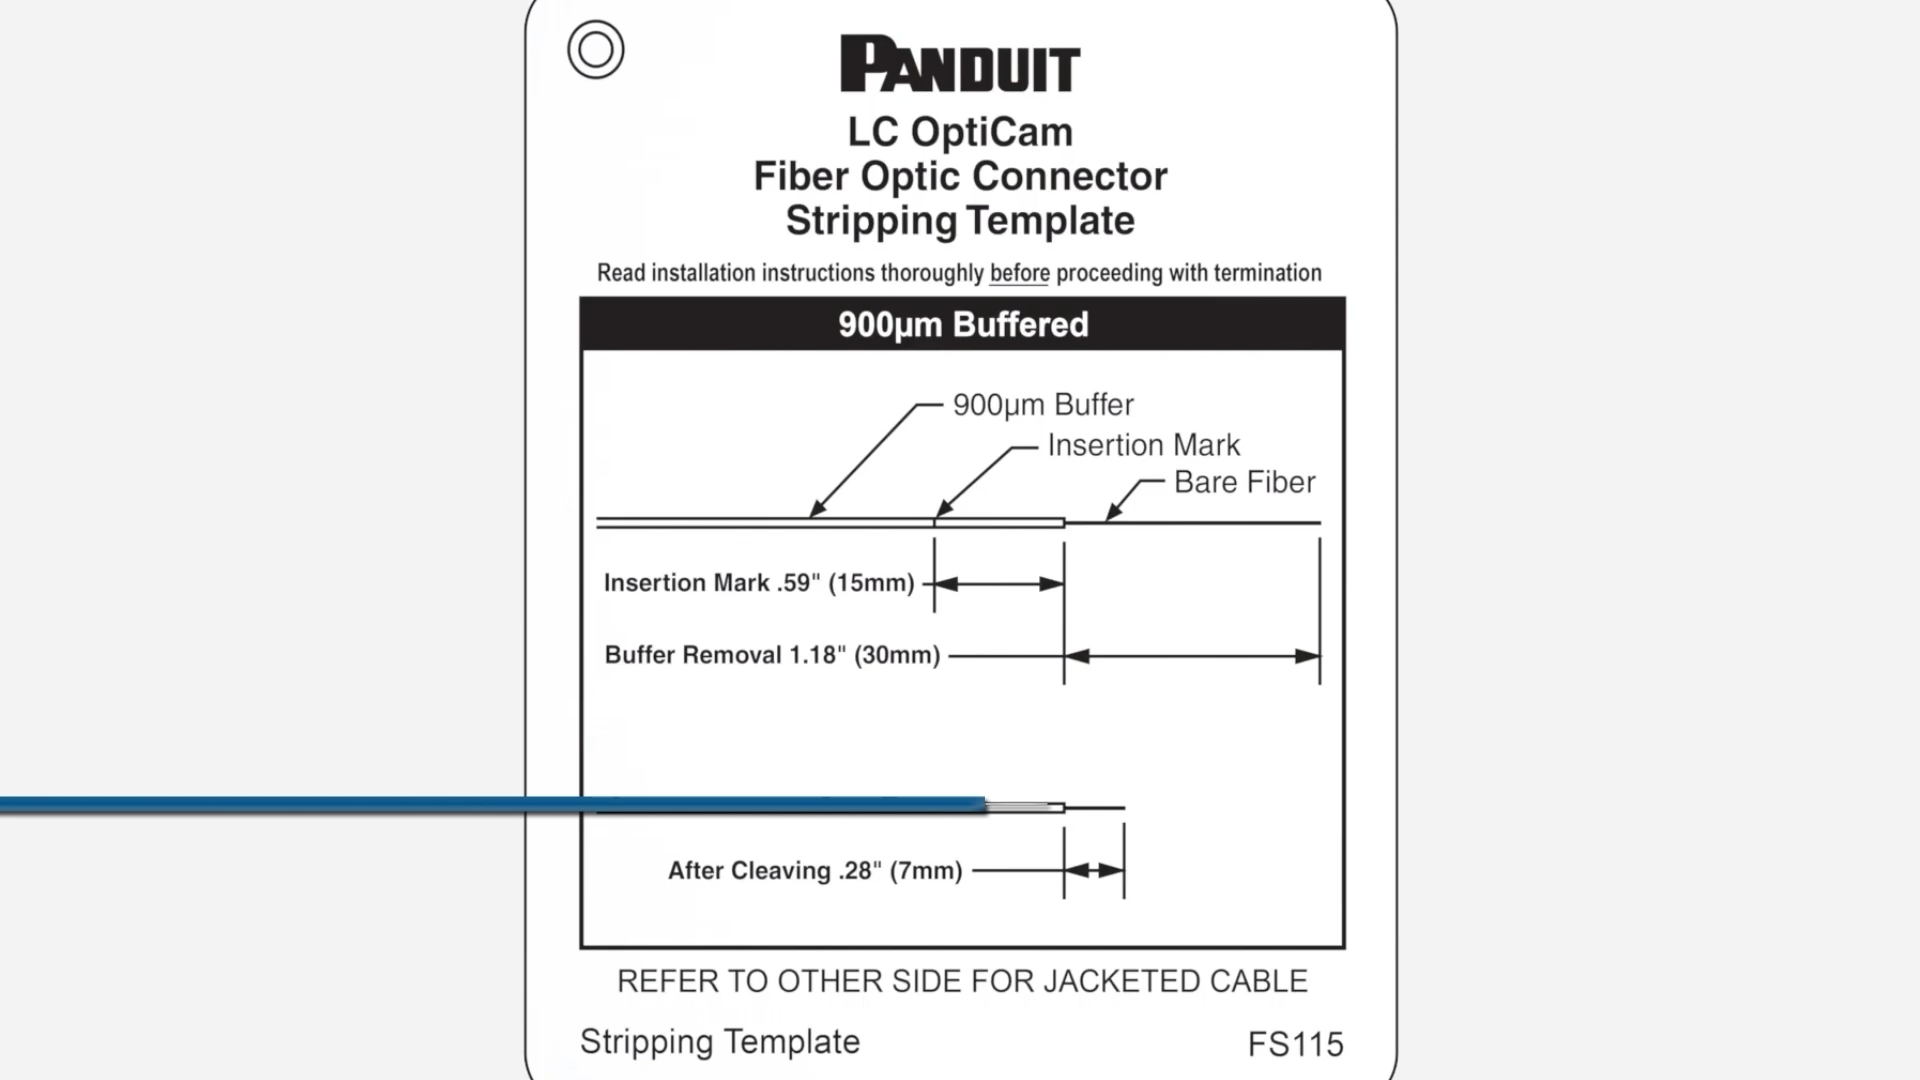 PANDUIT
LC OptiCam
Fiber Optic Connector
Stripping Template
Read installation instructions thoroughly before proceeding with termination
900µm Buffered
900µm Buffer
Insertion Mark
Bare Fiber
Insertion Mark .59" (15mm)
Buffer Removal 1.18" (30mm)
After Cleaving .28" (7mm)
REFER TO OTHER SIDE FOR JACKETED CABLE
Stripping Template FS115